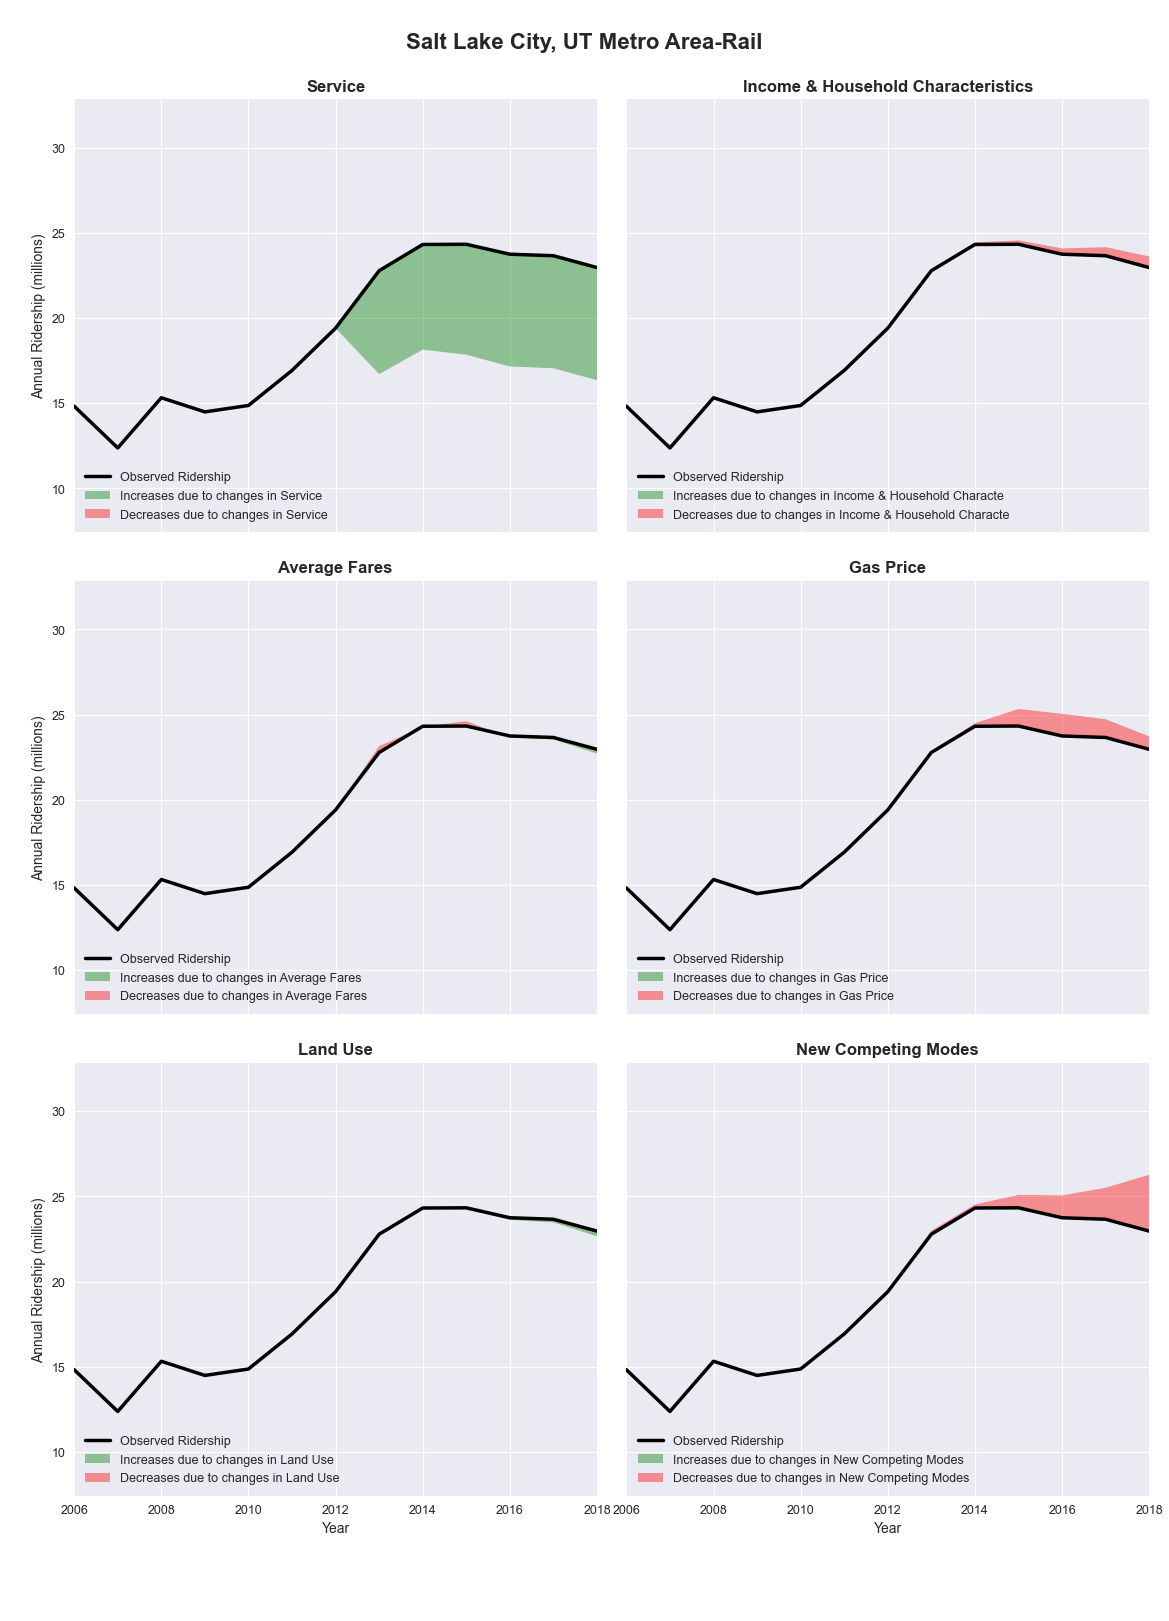 Salt Lake City, UT Metro Area-Rail
Service
30
25
20
15
10
Annual Ridership (millions)
Observed Ridership
Increases due to changes in Service
Decreases due to changes in Service
Income & Household Characteristics
Observed Ridership
Increases due to changes in Income & Household Characte
Decreases due to changes in Income & Household Characte
Average Fares
30
25
20
15
10
Annual Ridership (millions)
Observed Ridership
Increases due to changes in Average Fares
Decreases due to changes in Average Fares
Gas Price
Observed Ridership
Increases due to changes in Gas Price
Decreases due to changes in Gas Price
Land Use
30
25
20
15
10
Annual Ridership (millions)
Observed Ridership
Increases due to changes in Land Use
Decreases due to changes in Land Use
2006 2008 2010 2012 2014 2016 2018
Year
New Competing Modes
Observed Ridership
Increases due to changes in New Competing Modes
Decreases due to changes in New Competing Modes
2006 2008 2010 2012 2014 2016 2018
Year